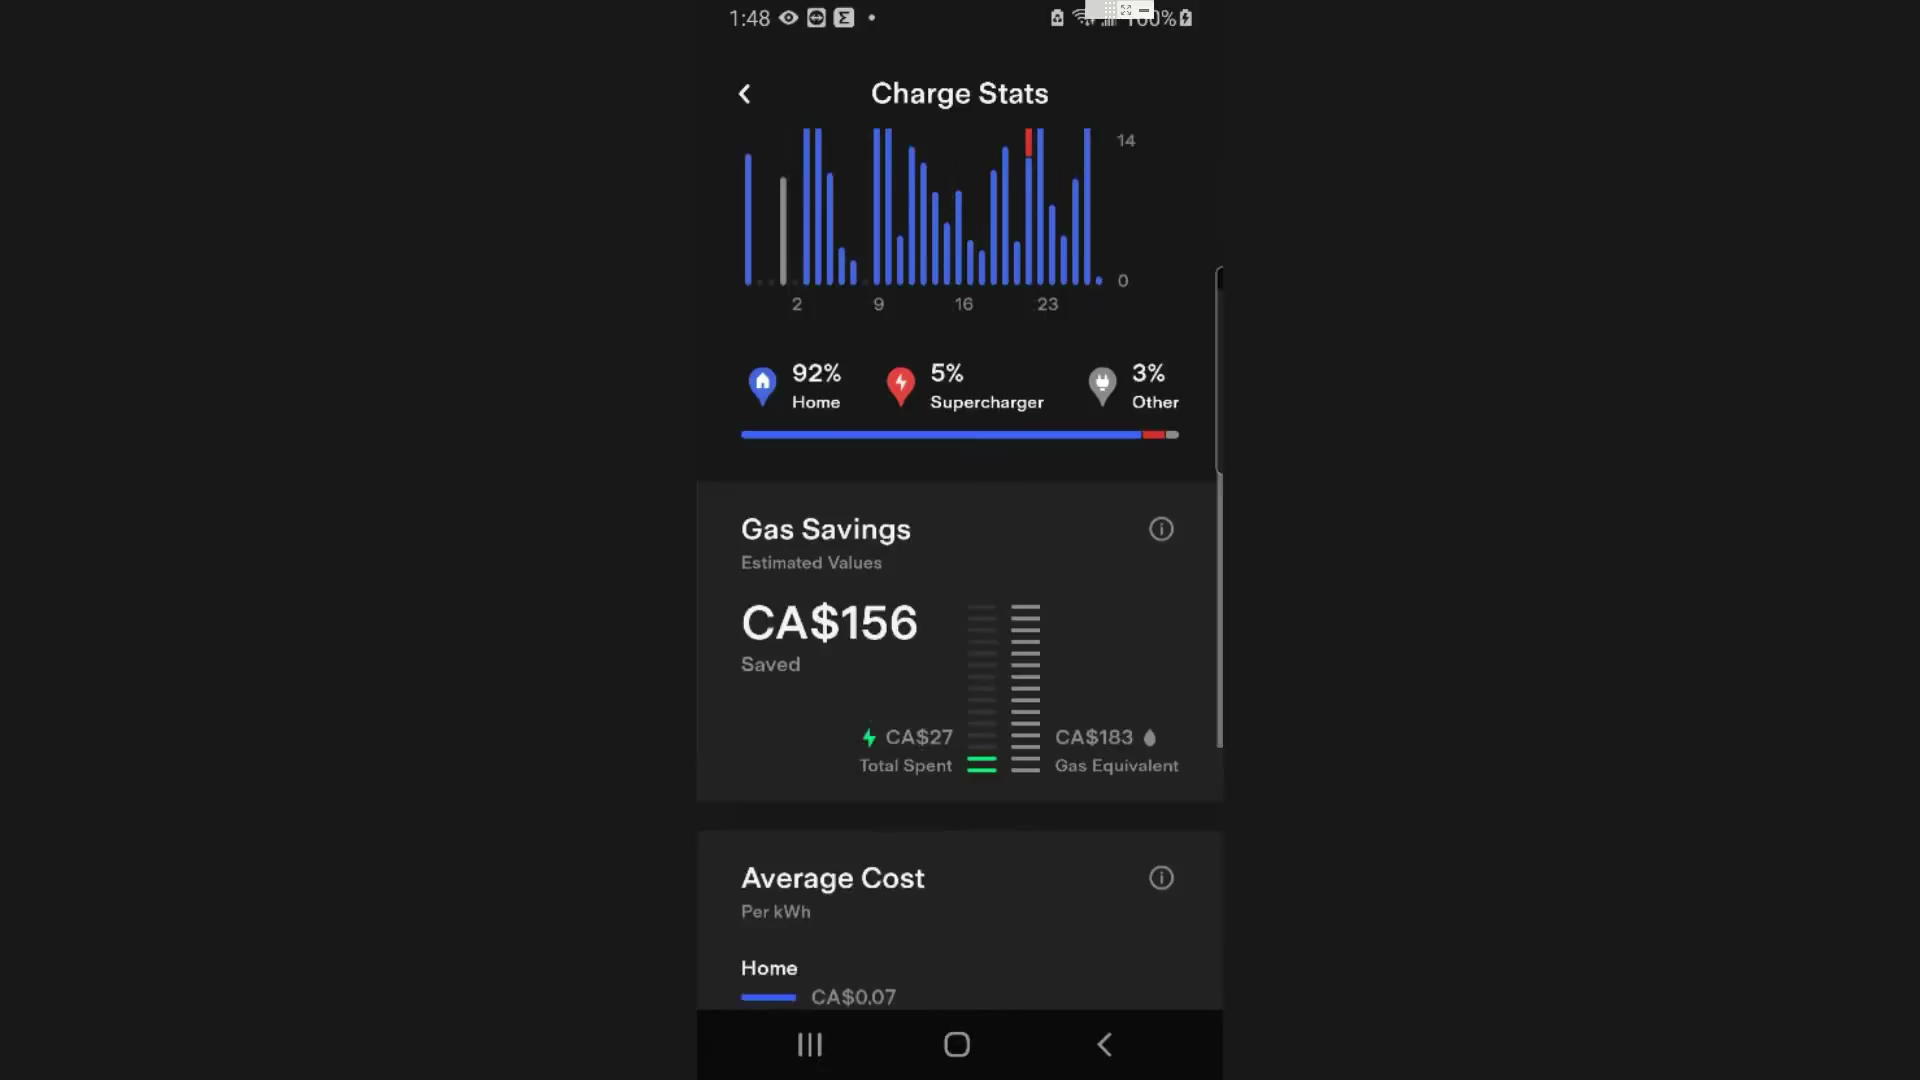 1:48
100%
Charge Stats
14
0
2 9 16 23
92% 5% 3%
Home Supercharger Other
Gas Savings
Estimated Values
CA$156
Saved
CA$27 CA$183
Total Spent Gas Equivalent
Average Cost
Per kWh
Home
CA$0.07